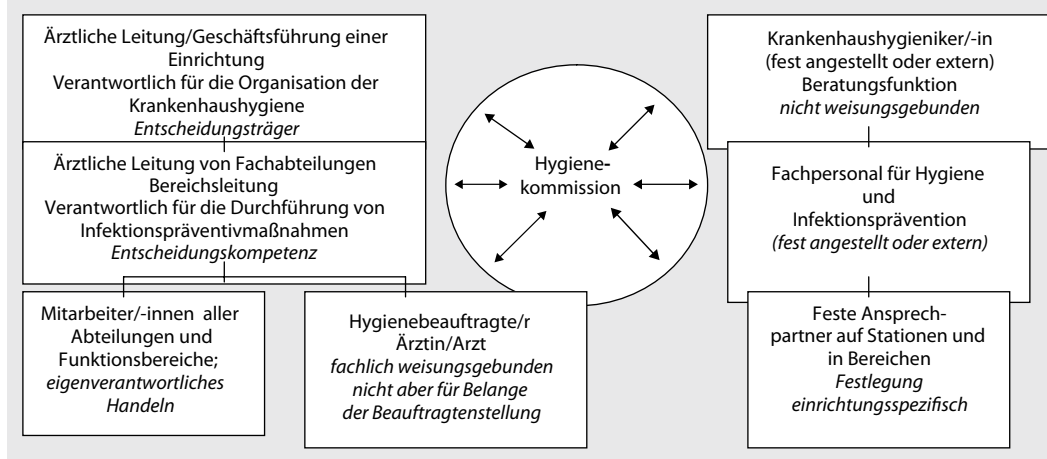 Ärztliche Leitung/Geschäftsführung einer
Einrichtung
Verantwortlich für die Organisation der
Krankenhaushygiene
Entscheidungsträger
Ärztliche Leitung von Fachabteilungen
Bereichsleitung
Verantwortlich für die Durchführung von
Infektionspräventivmaßnahmen
Entscheidungskompetenz
Mitarbeiter/-innen aller
Abteilungen und
Funktionsbereiche;
eigenverantwortliches
Handeln
Hygienebeauftragte/r
Ärztin/Arzt
fachlich weisungsgebunden
nicht aber für Belange
der Beauftragtenstellung
Hygiene-
kommission
Krankenhaushygieniker/-in
(fest angestellt oder extern)
Beratungsfunktion
nicht weisungsgebunden
Fachpersonal für Hygiene
und
Infektionsprävention
(fest angestellt oder extern)
Feste Ansprech-
partner auf Stationen und
in Bereichen
Festlegung
einrichtungsspezifisch